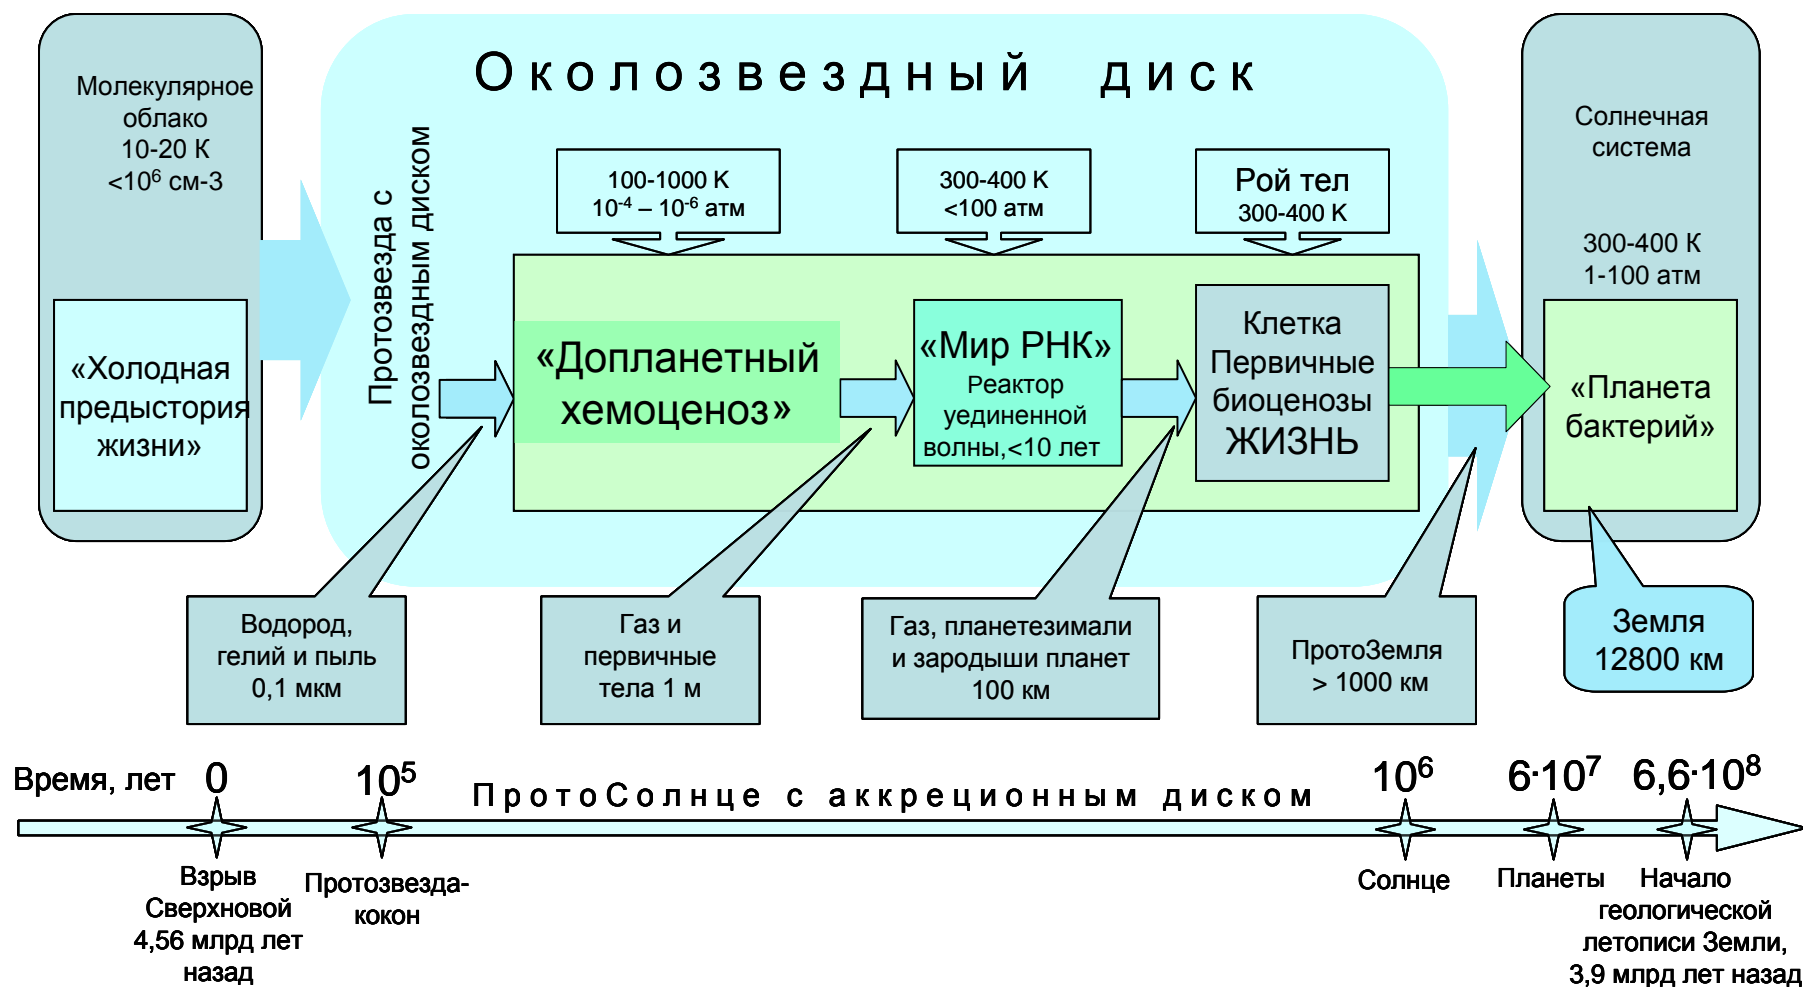 Околозвездный диск
Молекулярное
облако
10-20 К
<10⁶ см-3
«Холодная
предыстория
жизни»
Протозвезда с
околозвездным диском
100-1000 K
10⁻⁴ – 10⁻⁶ атм
300-400 K
<100 атм
Рой тел
300-400 K
«Допланетный
хемоценоз»
«Мир РНК»
Реактор
уединенной
волны,<10 лет
Клетка
Первичные
биоценозы
ЖИЗНЬ
Солнечная
система
300-400 К
1-100 атм
«Планета
бактерий»
Водород,
гелий и пыль
0,1 мкм
Газ и
первичные
тела 1 м
Газ, планетезимали
и зародыши планет
100 км
ПротоЗемля
> 1000 км
Земля
12800 км
Время, лет
0
10⁵
ПротоСолнце с аккреционным диском
10⁶
6·10⁷
6,6·10⁸
Взрыв
Сверхновой
4,56 млрд лет
назад
Протозвезда-
кокон
Солнце
Планеты
Начало
геологической
летописи Земли,
3,9 млрд лет назад